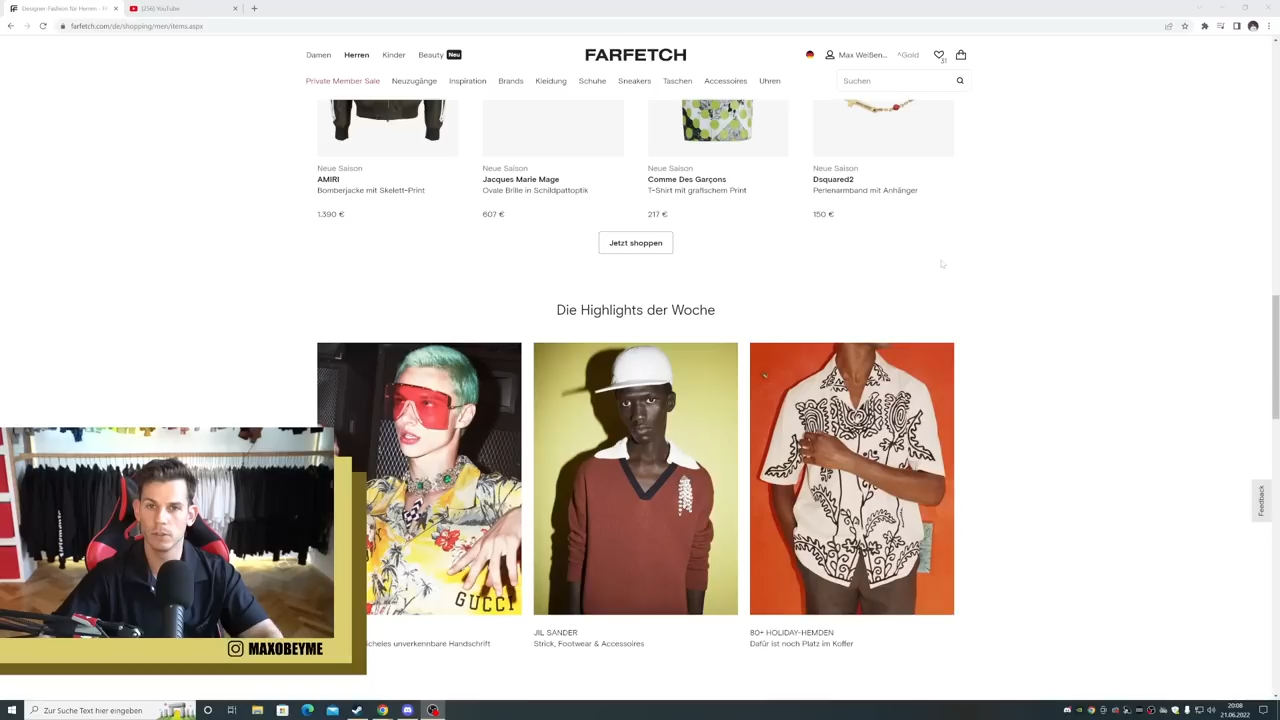 Designer-Fashion für Herren - F
(256) YouTube
farfetch.com/de/shopping/men/items.aspx
Damen Herren Kinder Beauty Neu
FARFETCH
Max Weißen... ^Gold 31
Private Member Sale Neuzugänge Inspiration Brands Kleidung Schuhe Sneakers Taschen Accessoires Uhren
Suchen
Neue Saison
AMIRI
Bomberjacke mit Skelett-Print
1.390 €
Neue Saison
Jacques Marie Mage
Ovale Brille in Schildpattoptik
607 €
Neue Saison
Comme Des Garçons
T-Shirt mit grafischem Print
217 €
Neue Saison
Dsquared2
Perlenarmband mit Anhänger
150 €
Jetzt shoppen
Die Highlights der Woche
GUCCI
icheles unverkennbare Handschrift
JIL SANDER
Strick, Footwear & Accessoires
80+ HOLIDAY-HEMDEN
Dafür ist noch Platz im Koffer
Feedback
MAXOBEYME
Zur Suche Text hier eingeben
20:08
21.06.2022